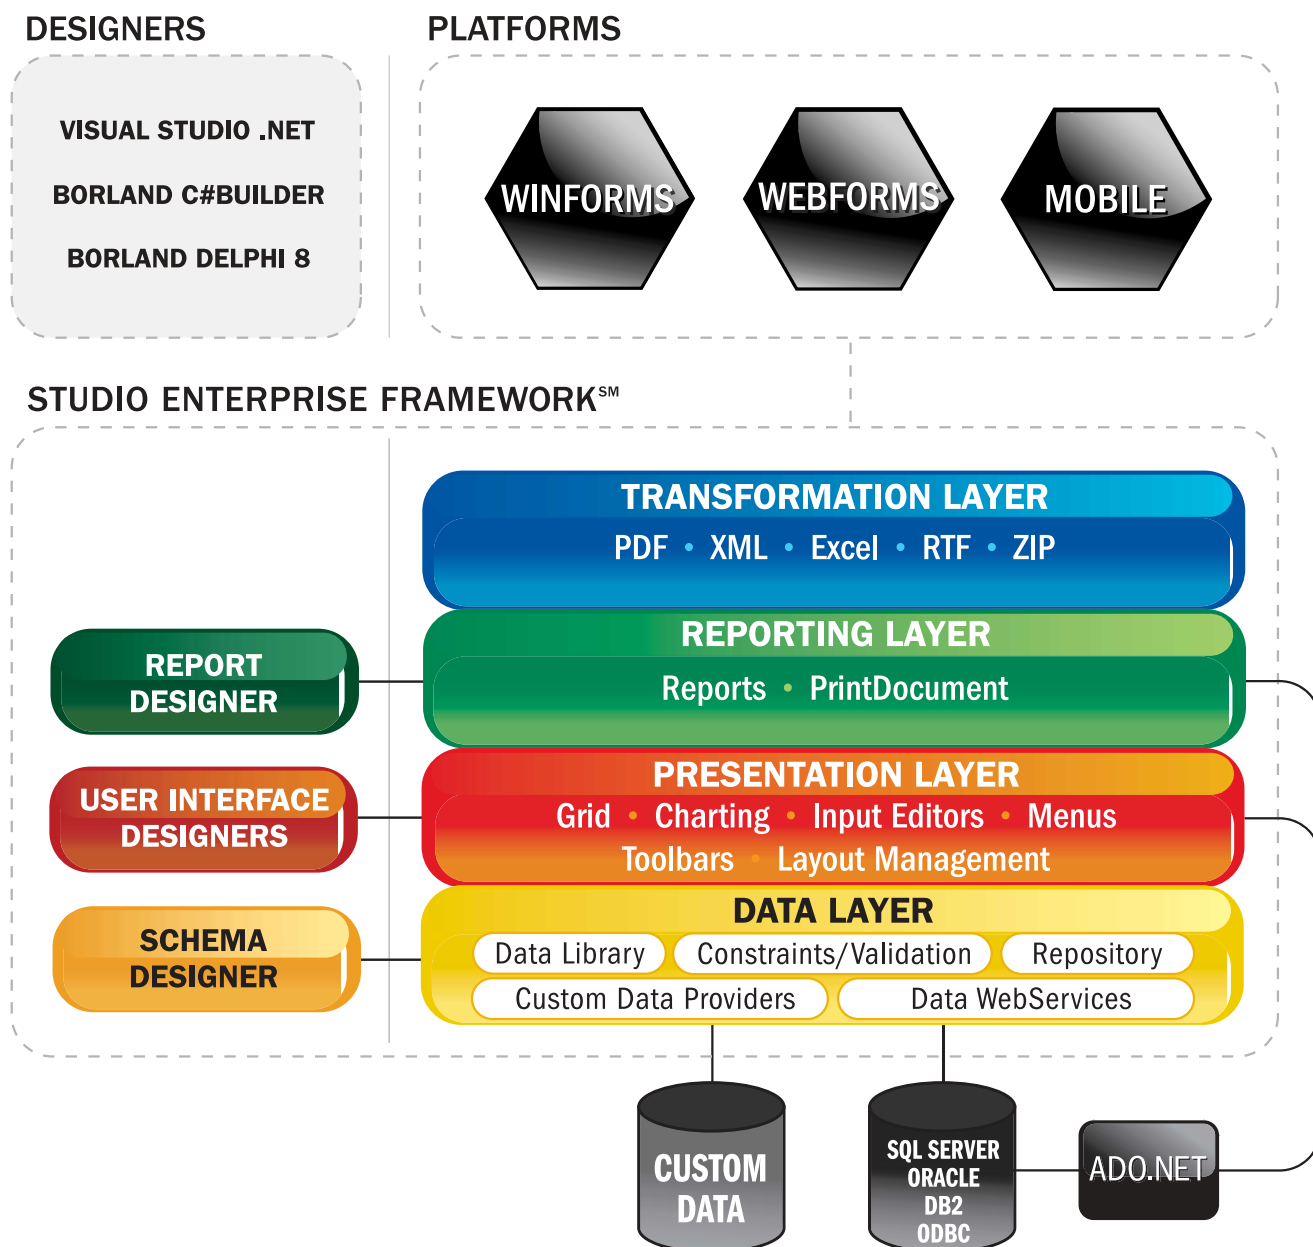 DESIGNERS
VISUAL STUDIO .NET
BORLAND C#BUILDER
BORLAND DELPHI 8
PLATFORMS
WINFORMS
WEBFORMS
MOBILE
STUDIO ENTERPRISE FRAMEWORK℠
TRANSFORMATION LAYER
PDF • XML • Excel • RTF • ZIP
REPORT
DESIGNER
REPORTING LAYER
Reports • PrintDocument
USER INTERFACE
DESIGNERS
PRESENTATION LAYER
Grid • Charting • Input Editors • Menus
Toolbars • Layout Management
SCHEMA
DESIGNER
DATA LAYER
Data Library
Constraints/Validation
Repository
Custom Data Providers
Data WebServices
CUSTOM
DATA
SQL SERVER
ORACLE
DB2
ODBC
ADO.NET